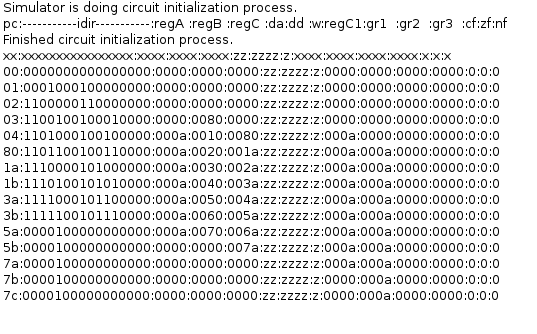 Simulator is doing circuit initialization process.
pc:-----------idir-----------:regA :regB :regC :da:dd :w:regC1:gr1  :gr2  :gr3  :cf:zf:nf
Finished circuit initialization process.
xx:xxxxxxxxxxxxxxxx:xxxx:xxxx:xxxx:zz:zzzz:z:xxxx:xxxx:xxxx:xxxx:x:x:x
00:0000000000000000:0000:0000:0000:zz:zzzz:z:0000:0000:0000:0000:0:0:0
01:0001000100000000:0000:0000:0000:zz:zzzz:z:0000:0000:0000:0000:0:0:0
02:1100000110000000:0000:0000:0000:zz:zzzz:z:0000:0000:0000:0000:0:0:0
03:1100100100010000:0000:0080:0000:zz:zzzz:z:0000:0000:0000:0000:0:0:0
04:1101000100100000:000a:0010:0080:zz:zzzz:z:000a:0000:0000:0000:0:0:0
80:1101100100110000:000a:0020:001a:zz:zzzz:z:000a:000a:0000:0000:0:0:0
1a:1110000101000000:000a:0030:002a:zz:zzzz:z:000a:000a:0000:0000:0:0:0
1b:1110100101010000:000a:0040:003a:zz:zzzz:z:000a:000a:0000:0000:0:0:0
3a:1111000101100000:000a:0050:004a:zz:zzzz:z:000a:000a:0000:0000:0:0:0
3b:1111100101110000:000a:0060:005a:zz:zzzz:z:000a:000a:0000:0000:0:0:0
5a:0000100000000000:000a:0070:006a:zz:zzzz:z:000a:000a:0000:0000:0:0:0
5b:0000100000000000:0000:0000:007a:zz:zzzz:z:000a:000a:0000:0000:0:0:0
7a:0000100000000000:0000:0000:0000:zz:zzzz:z:000a:000a:0000:0000:0:0:0
7b:0000100000000000:0000:0000:0000:zz:zzzz:z:0000:000a:0000:0000:0:0:0
7c:0000100000000000:0000:0000:0000:zz:zzzz:z:0000:000a:0000:0000:0:0:0